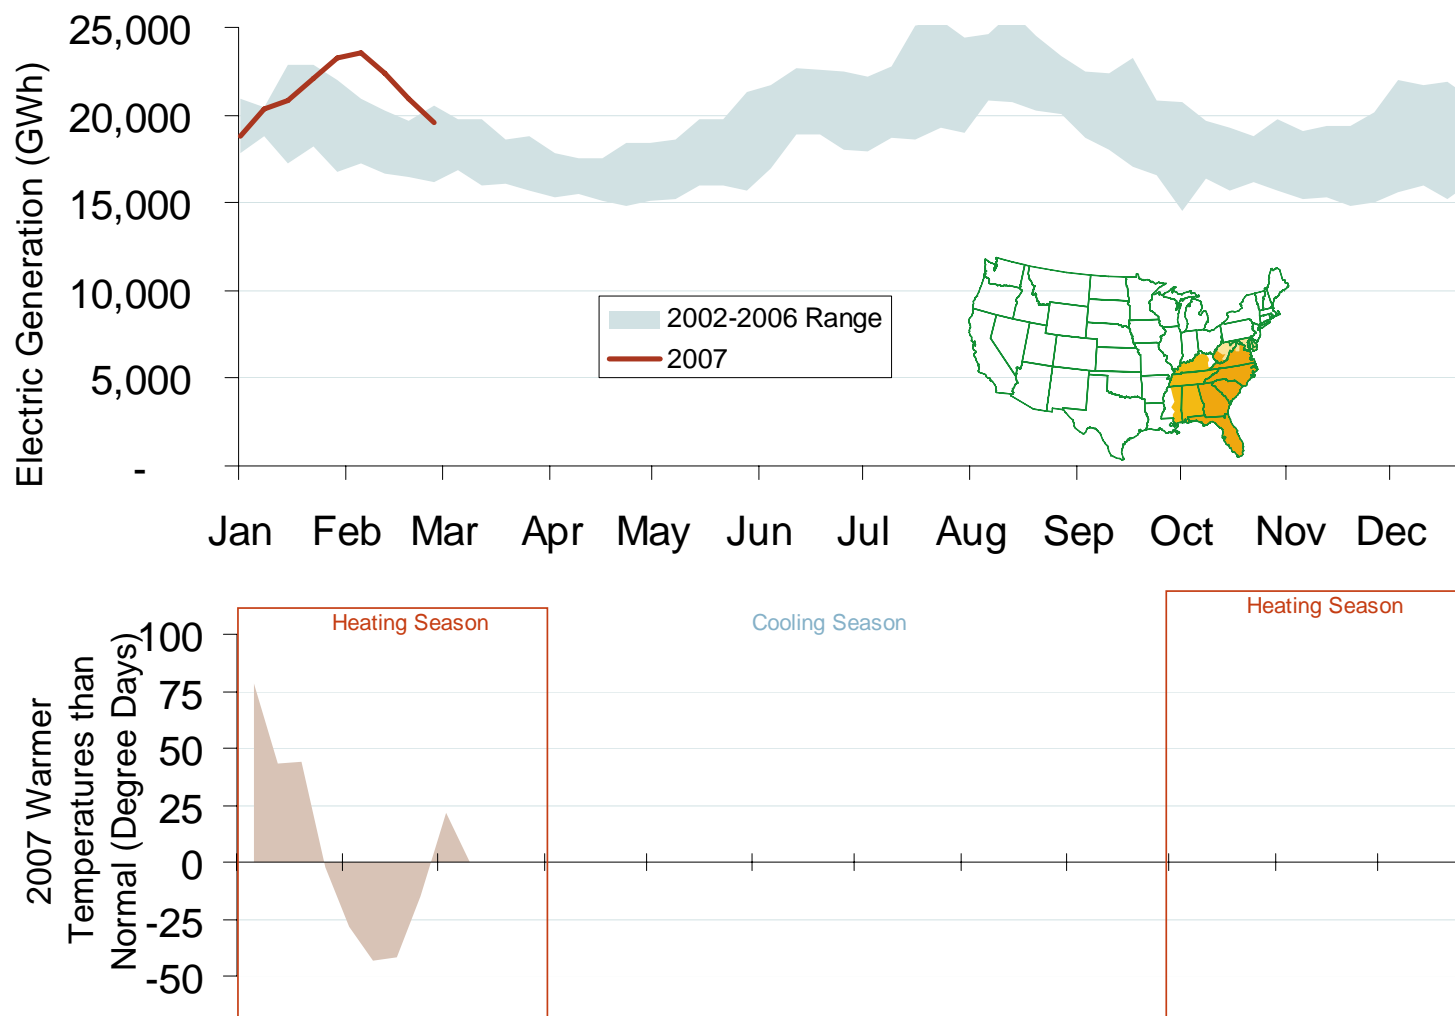 25,000
20,000
15,000
10,000
5,000
-
Electric Generation (GWh)
2002-2006 Range
2007
Jan Feb Mar Apr May Jun Jul Aug Sep Oct Nov Dec
Heating Season
Cooling Season
Heating Season
100
75
50
25
0
-25
-50
2007 Warmer
Temperatures than
Normal (Degree Days)